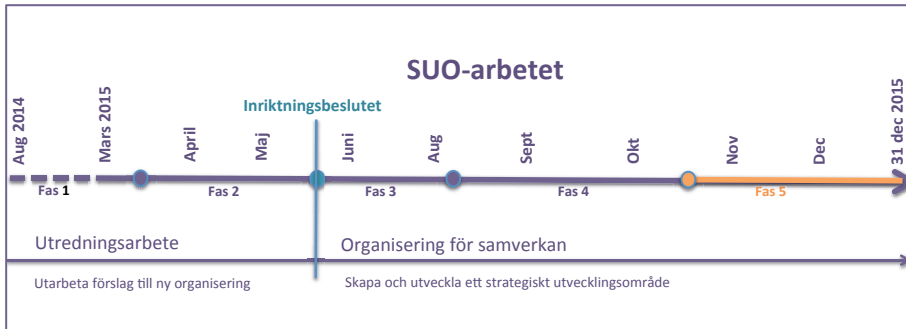 SUO-arbetet
Inriktningsbeslutet
Aug 2014
Mars 2015
April
Maj
Juni
Aug
Sept
Okt
Nov
Dec
31 dec 2015
Fas 1
Fas 2
Fas 3
Fas 4
Fas 5
Utredningsarbete
Organisering för samverkan
Utarbeta förslag till ny organisering
Skapa och utveckla ett strategiskt utvecklingsområde